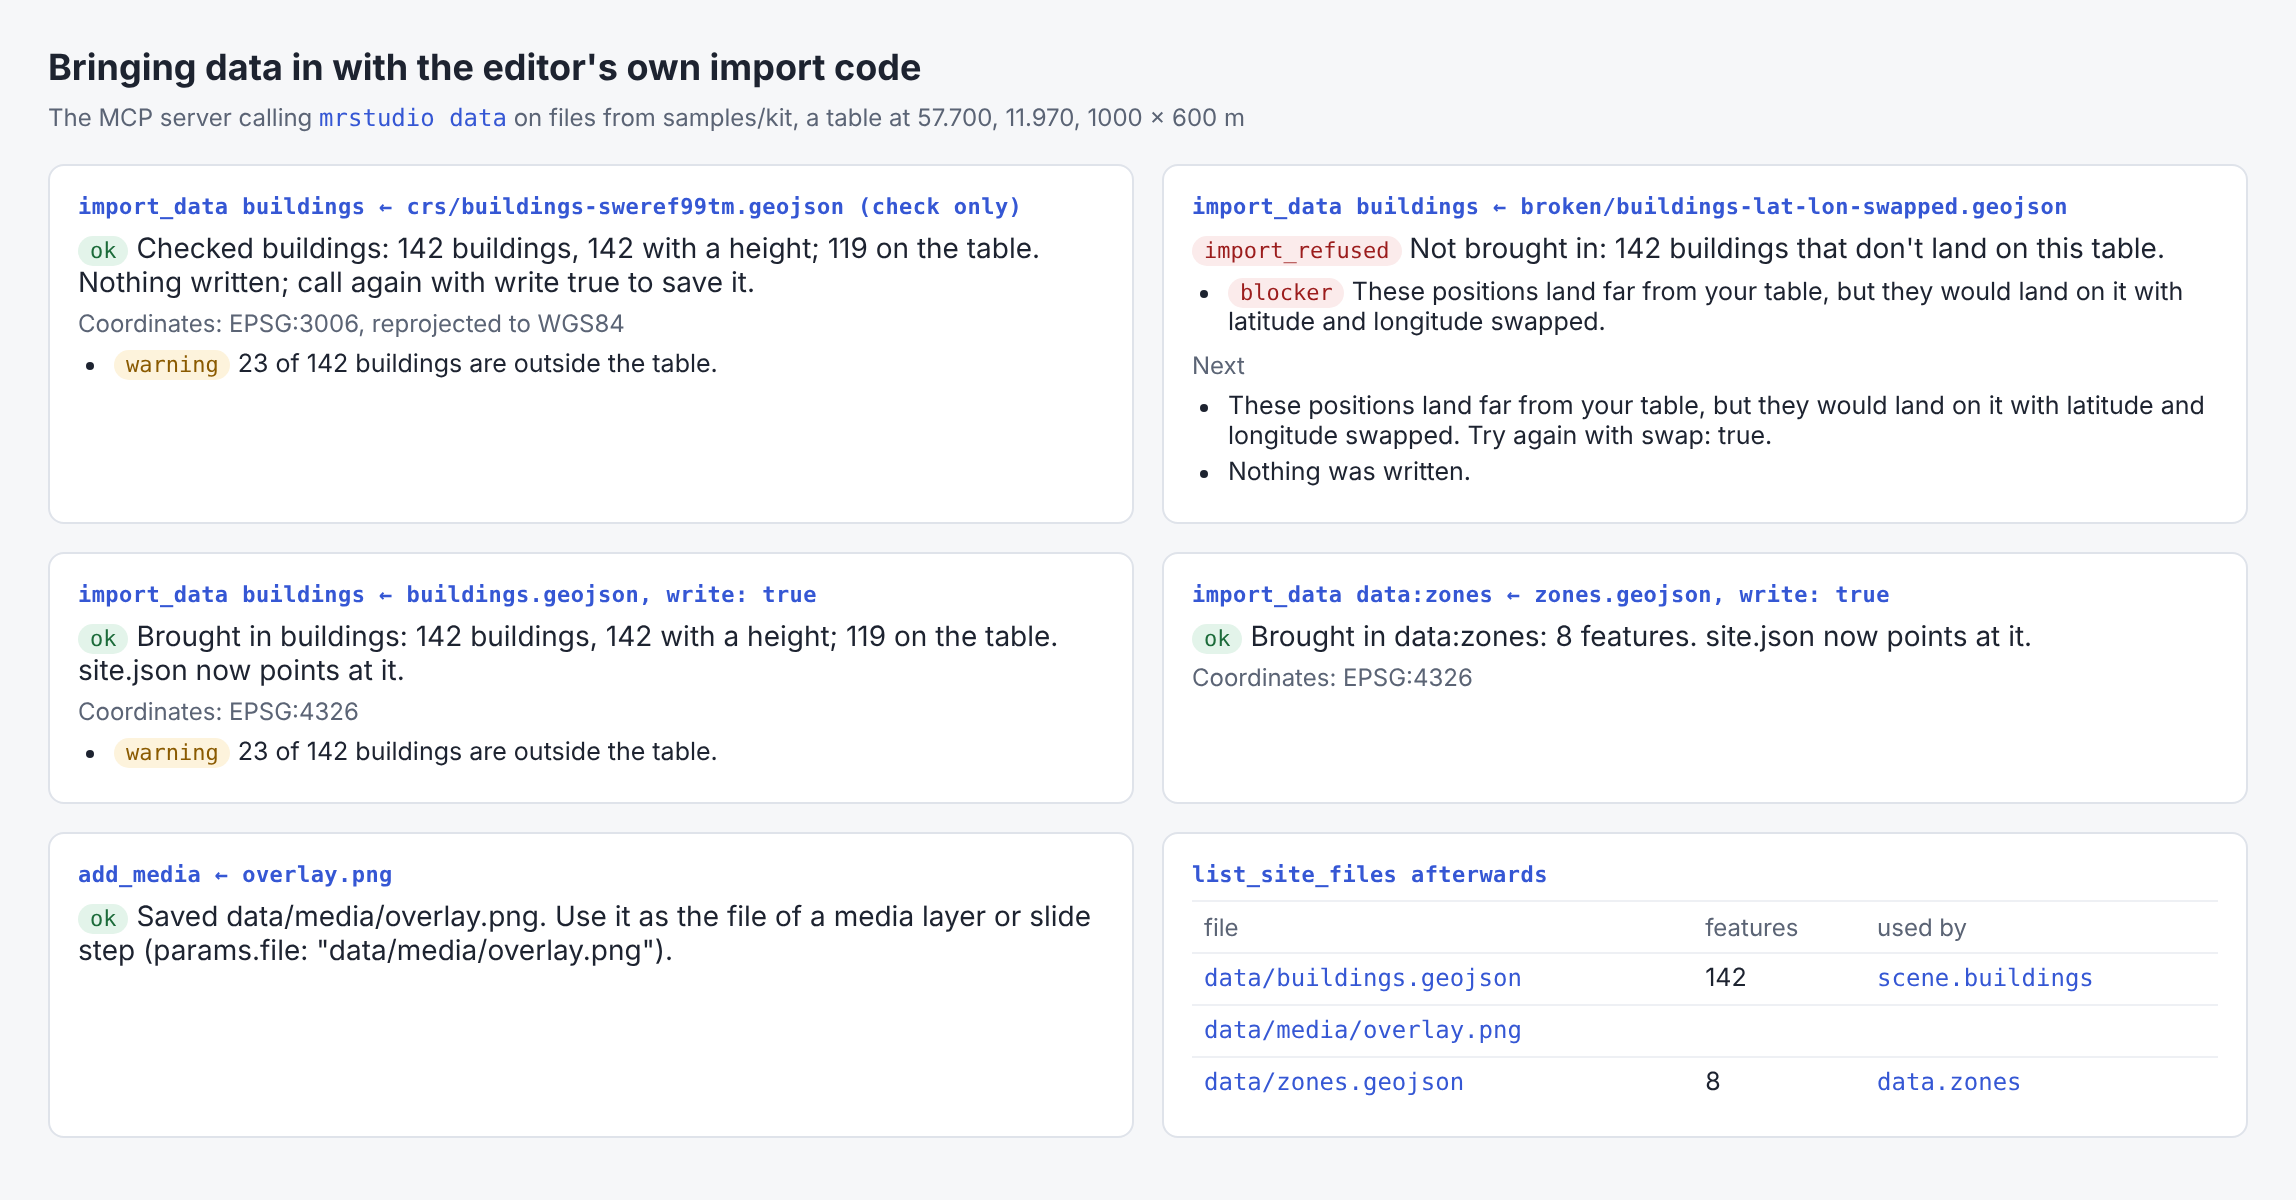 Bringing data in with the editor's own import code
The MCP server calling mrstudio data on files from samples/kit, a table at 57.700, 11.970, 1000 × 600 m
import_data buildings ← crs/buildings-sweref99tm.geojson (check only)
ok Checked buildings: 142 buildings, 142 with a height; 119 on the table.
Nothing written; call again with write true to save it.
Coordinates: EPSG:3006, reprojected to WGS84
• warning 23 of 142 buildings are outside the table.
import_data buildings ← broken/buildings-lat-lon-swapped.geojson
import_refused Not brought in: 142 buildings that don't land on this table.
• blocker These positions land far from your table, but they would land on it with
latitude and longitude swapped.
Next
• These positions land far from your table, but they would land on it with latitude and
longitude swapped. Try again with swap: true.
• Nothing was written.
import_data buildings ← buildings.geojson, write: true
ok Brought in buildings: 142 buildings, 142 with a height; 119 on the table.
site.json now points at it.
Coordinates: EPSG:4326
• warning 23 of 142 buildings are outside the table.
import_data data:zones ← zones.geojson, write: true
ok Brought in data:zones: 8 features. site.json now points at it.
Coordinates: EPSG:4326
add_media ← overlay.png
ok Saved data/media/overlay.png. Use it as the file of a media layer or slide
step (params.file: "data/media/overlay.png").
list_site_files afterwards
file features used by
data/buildings.geojson 142 scene.buildings
data/media/overlay.png
data/zones.geojson 8 data.zones